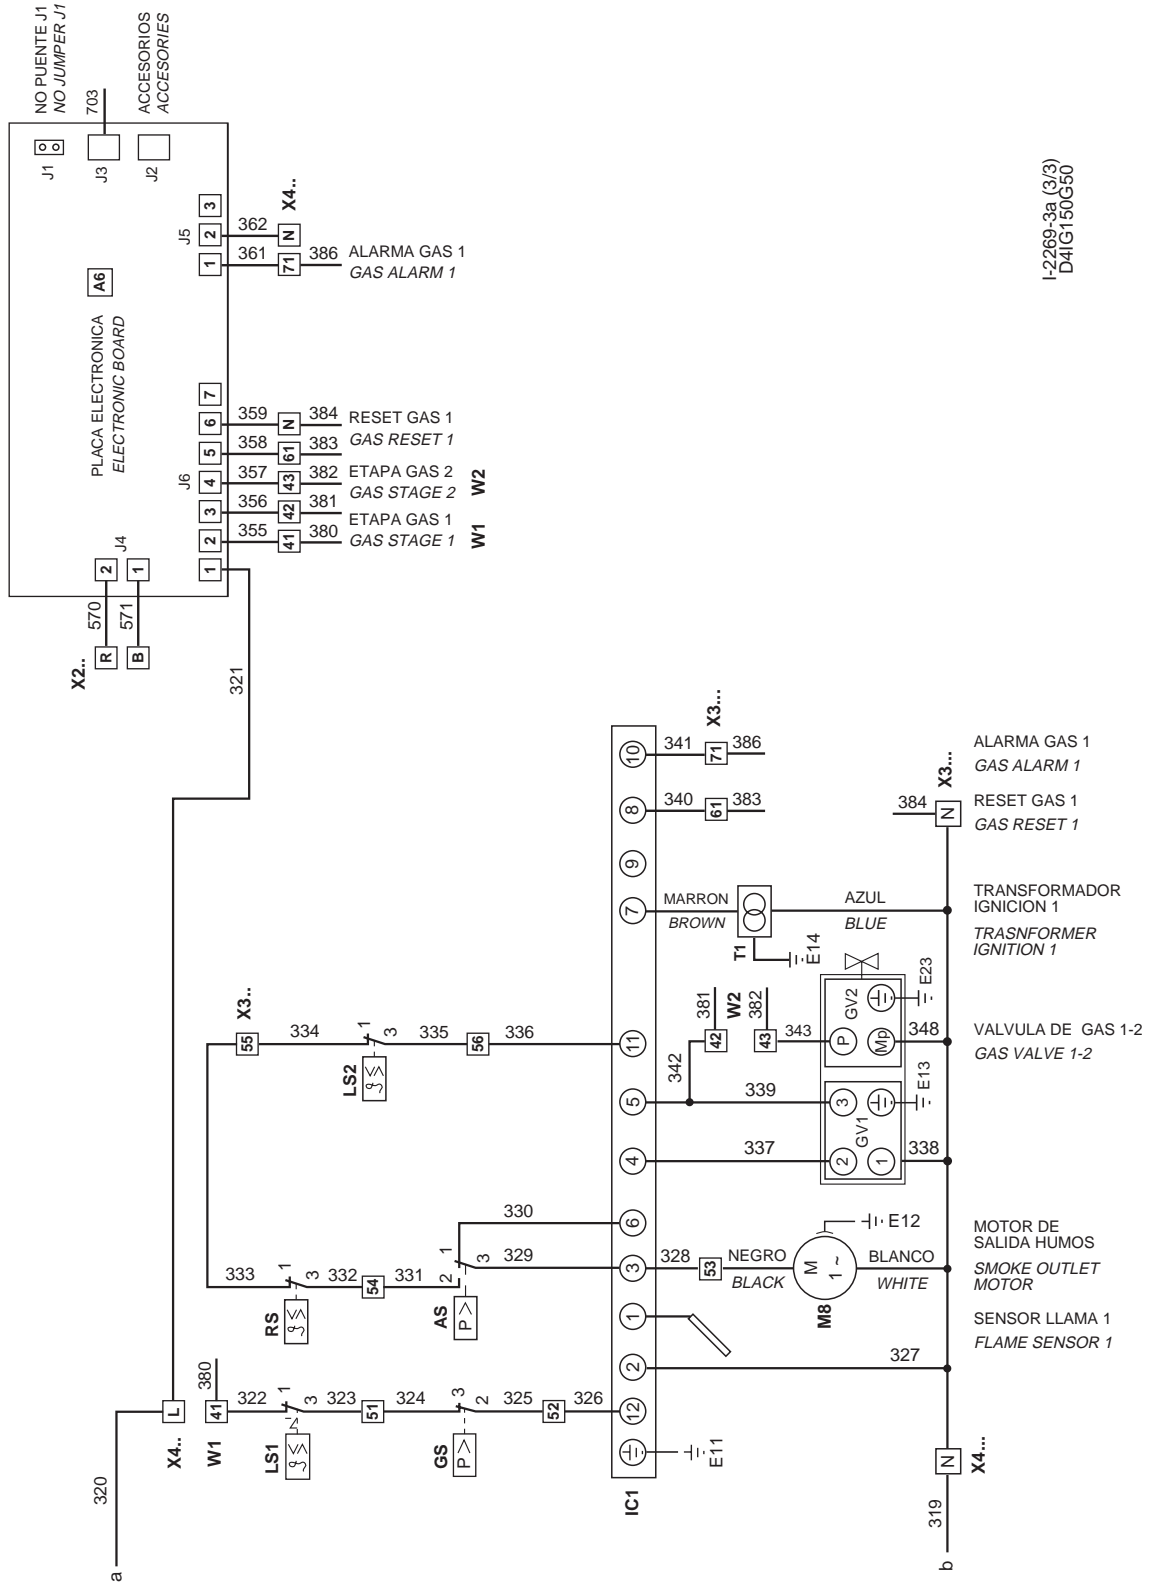 NO PUENTE J1
NO JUMPER J1
703
ACCESORIOS
ACCESORIES
J1
J3
J2
PLACA ELECTRONICA
ELECTRONIC BOARD
A6
J4
J6
J5
2
1
1
2
3
4
5
6
7
1
2
3
X2..
R
570
B
571
321
355
356
357
358
359
361
362
X4..
41
42
43
61
N
71
N
380
381
382
383
384
386
ETAPA GAS 1
GAS STAGE 1
W1
ETAPA GAS 2
GAS STAGE 2
W2
RESET GAS 1
GAS RESET 1
ALARMA GAS 1
GAS ALARM 1
I-2269-3a (3/3)
D4IG150G50
a
320
L
X4..
W1
41
380
322
LS1
1
3
323
51
324
GS
P >
3
2
325
52
326
333
RS
1
3
332
54
331
AS
P >
2
1
3
330
329
X3..
55
334
LS2
1
3
335
56
336
IC1
12
2
1
3
6
4
5
11
7
9
8
10
E11
327
328
53
NEGRO
BLACK
M8
M
1 ~
E12
BLANCO
WHITE
337
339
342
42
381
W2
43
382
343
GV1
2
3
1
E13
338
GV2
P
Mp
E23
348
MARRON
BROWN
T1
E14
AZUL
BLUE
340
61
383
341
71
386
X3...
384
N
X3...
b
319
N
X4...
SENSOR LLAMA 1
FLAME SENSOR 1
MOTOR DE
SALIDA HUMOS
SMOKE OUTLET
MOTOR
VALVULA DE GAS 1-2
GAS VALVE 1-2
TRANSFORMADOR
IGNICION 1
TRASNFORMER
IGNITION 1
RESET GAS 1
GAS RESET 1
ALARMA GAS 1
GAS ALARM 1